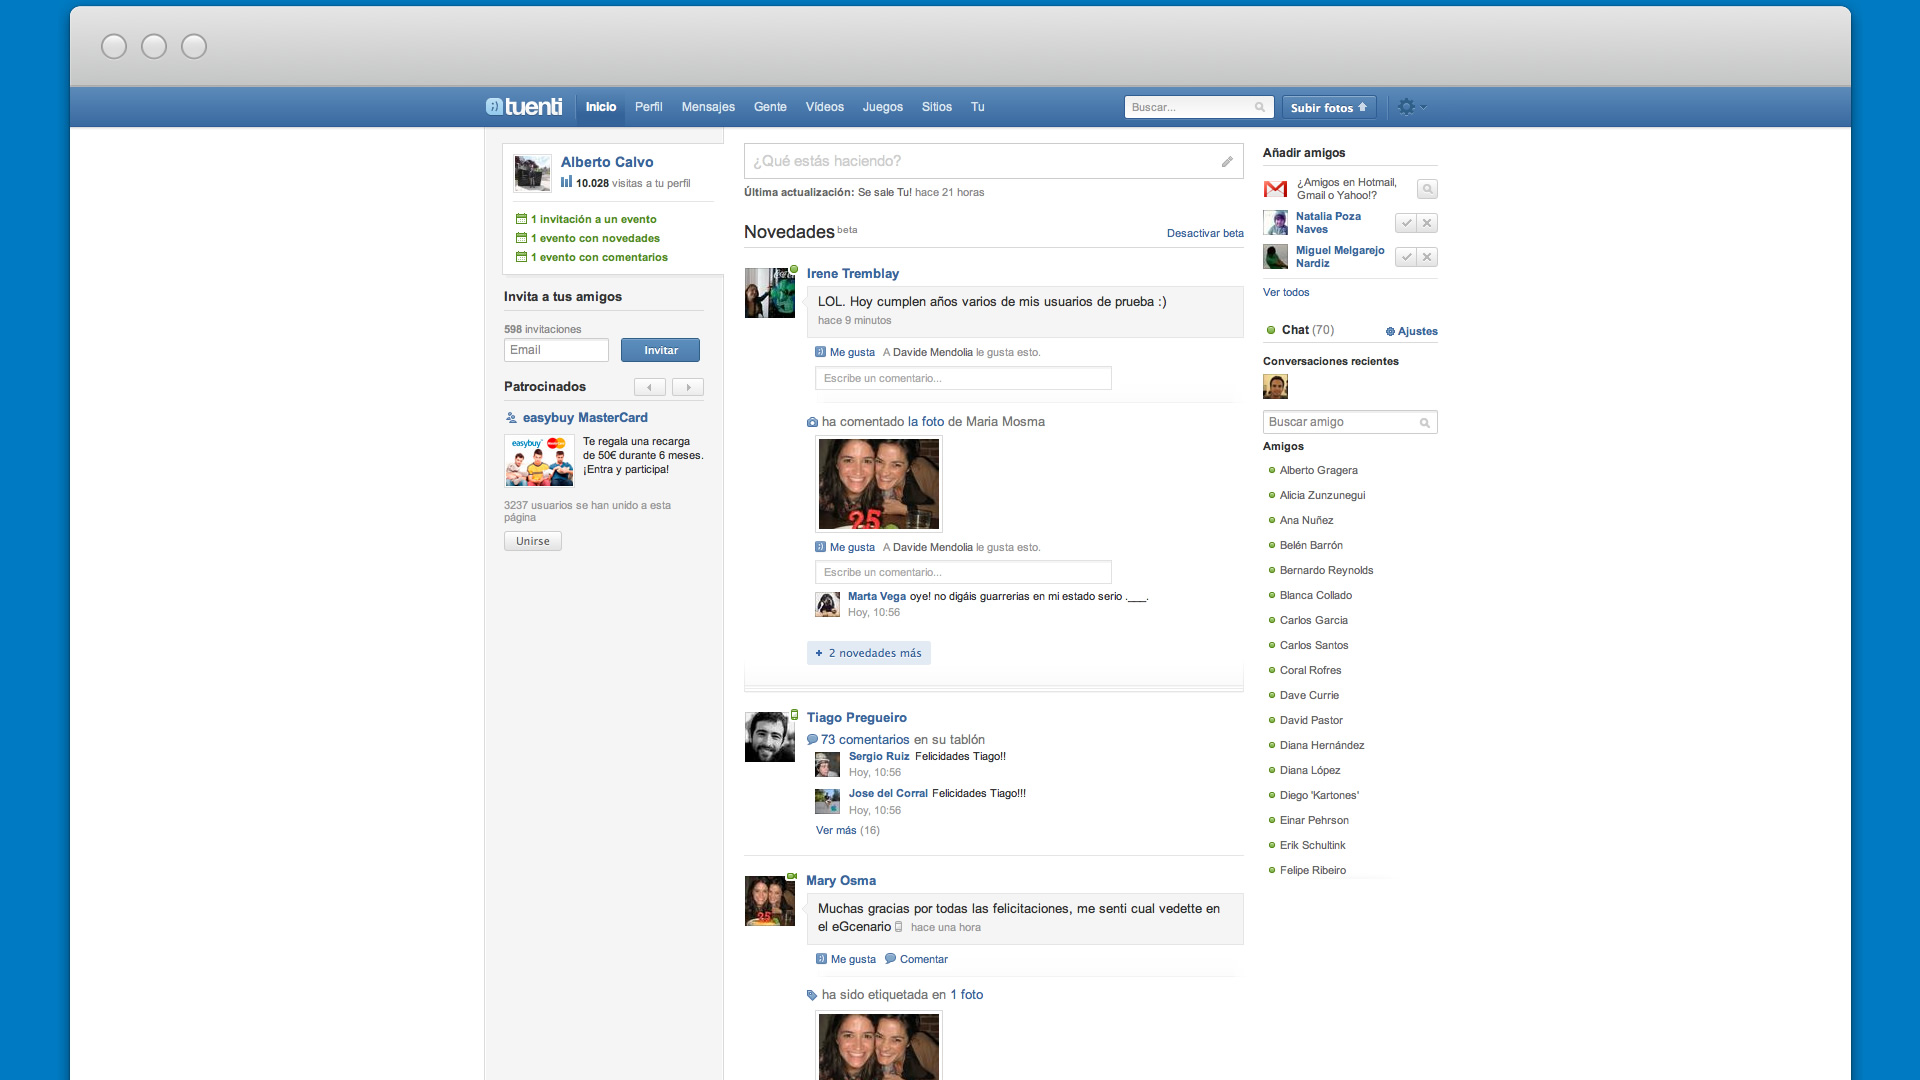 tuenti
Inicio
Perfil
Mensajes
Gente
Vídeos
Juegos
Sitios
Tu
Buscar...
Subir fotos
Alberto Calvo
10.028 visitas a tu perfil
1 invitación a un evento
1 evento con novedades
1 evento con comentarios
Invita a tus amigos
598 invitaciones
Email
Invitar
Patrocinados
easybuy MasterCard
easybuy
Te regala una recarga
de 50€ durante 6 meses.
¡Entra y participa!
3237 usuarios se han unido a esta
página
Unirse
¿Qué estás haciendo?
Última actualización: Se sale Tu! hace 21 horas
Novedades beta
Desactivar beta
Irene Tremblay
LOL. Hoy cumplen años varios de mis usuarios de prueba :)
hace 9 minutos
Me gusta A Davide Mendolia le gusta esto.
Escribe un comentario...
ha comentado la foto de Maria Mosma
25
Me gusta A Davide Mendolia le gusta esto.
Escribe un comentario...
Marta Vega oye! no digáis guarrerias en mi estado serio .___.
Hoy, 10:56
+ 2 novedades más
Tiago Pregueiro
73 comentarios en su tablón
Sergio Ruiz Felicidades Tiago!!
Hoy, 10:56
Jose del Corral Felicidades Tiago!!!
Hoy, 10:56
Ver más (16)
Mary Osma
25
Muchas gracias por todas las felicitaciones, me senti cual vedette en
el eGcenario hace una hora
Me gusta Comentar
ha sido etiquetada en 1 foto
Añadir amigos
¿Amigos en Hotmail,
Gmail o Yahoo!?
Natalia Poza
Naves
Miguel Melgarejo
Nardiz
Ver todos
Chat (70)
Ajustes
Conversaciones recientes
Buscar amigo
Amigos
Alberto Gragera
Alicia Zunzunegui
Ana Nuñez
Belén Barrón
Bernardo Reynolds
Blanca Collado
Carlos Garcia
Carlos Santos
Coral Rofres
Dave Currie
David Pastor
Diana Hernández
Diana López
Diego 'Kartones'
Einar Pehrson
Erik Schultink
Felipe Ribeiro